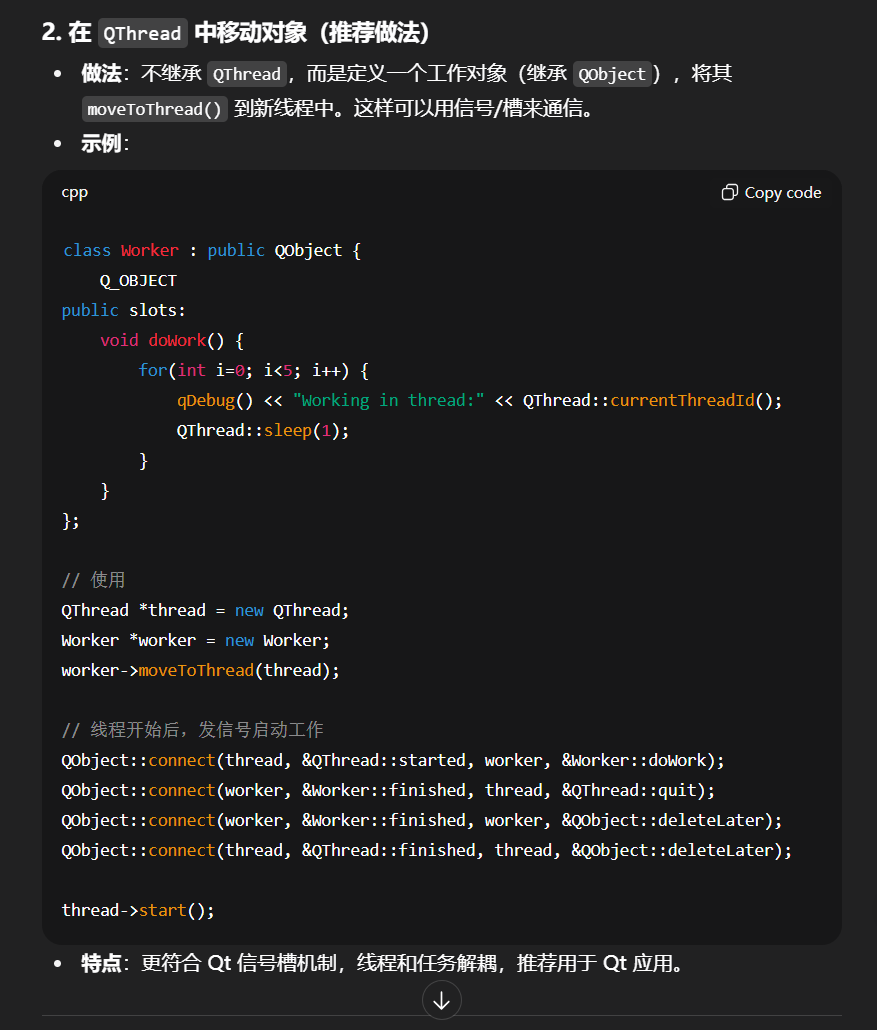 2. 在 QThread 中移动对象（推荐做法）
做法：不继承 QThread，而是定义一个工作对象（继承 QObject），将其
moveToThread() 到新线程中。这样可以用信号/槽来通信。
示例：
cpp
Copy code
class Worker : public QObject {
    Q_OBJECT
public slots:
    void doWork() {
        for(int i=0; i<5; i++) {
            qDebug() << "Working in thread:" << QThread::currentThreadId();
            QThread::sleep(1);
        }
    }
};
// 使用
QThread *thread = new QThread;
Worker *worker = new Worker;
worker->moveToThread(thread);
// 线程开始后，发信号启动工作
QObject::connect(thread, &QThread::started, worker, &Worker::doWork);
QObject::connect(worker, &Worker::finished, thread, &QThread::quit);
QObject::connect(worker, &Worker::finished, worker, &QObject::deleteLater);
QObject::connect(thread, &QThread::finished, thread, &QObject::deleteLater);
thread->start();
特点：更符合 Qt 信号槽机制，线程和任务解耦，推荐用于 Qt 应用。